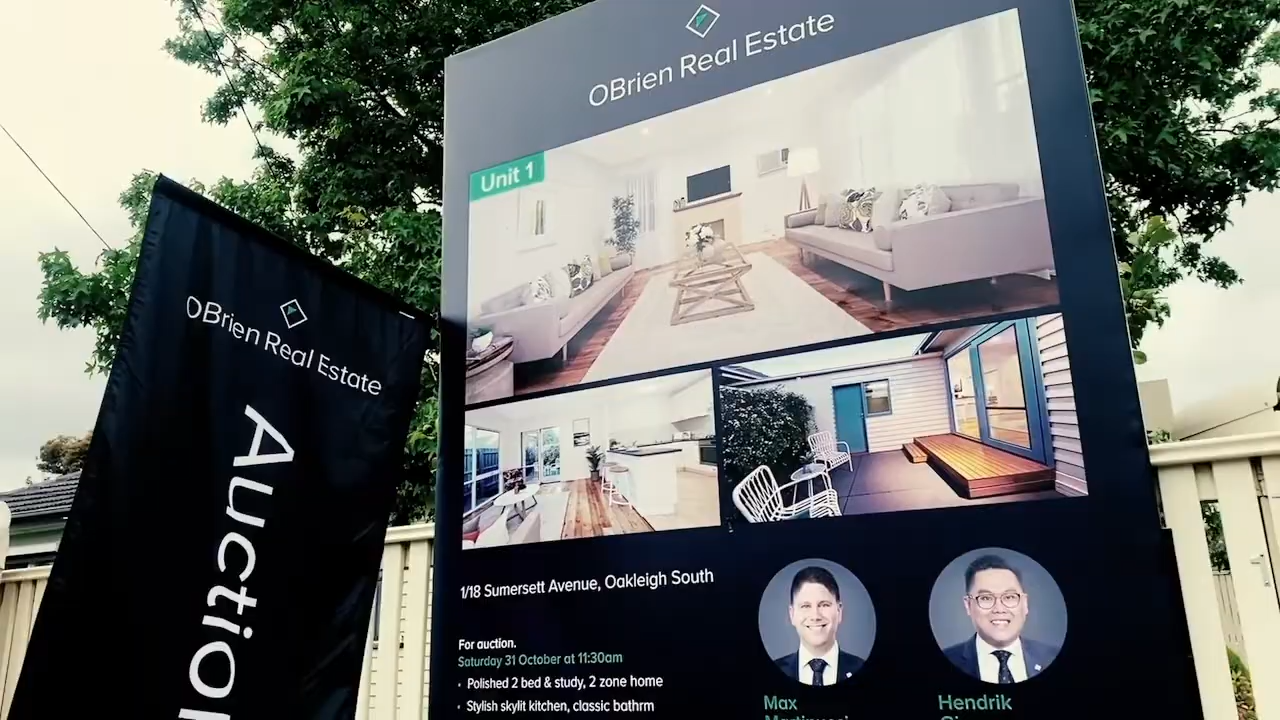 OBrien Real Estate
Unit 1
1/18 Sumersett Avenue, Oakleigh South
For auction.
Saturday 31 October at 11:30am
· Polished 2 bed & study, 2 zone home
· Stylish skylit kitchen, classic bathrm
Max
Hendrik
OBrien Real Estate
Auction